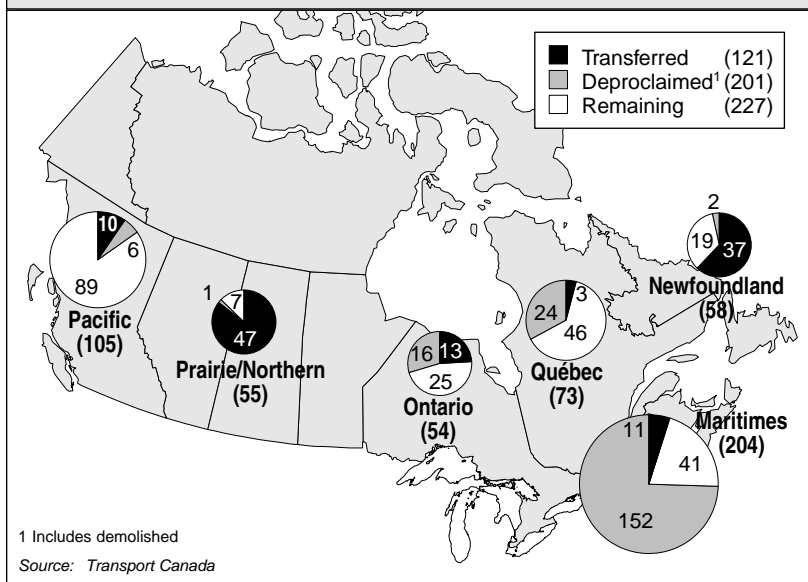 Transferred (121)
Deproclaimed¹ (201)
Remaining (227)
10
6
89
Pacific
(105)
1
7
47
Prairie/Northern
(55)
16
13
25
Ontario
(54)
3
24
46
Québec
(73)
2
19
37
Newfoundland
(58)
Maritimes
(204)
11
41
152
1 Includes demolished
Source: Transport Canada